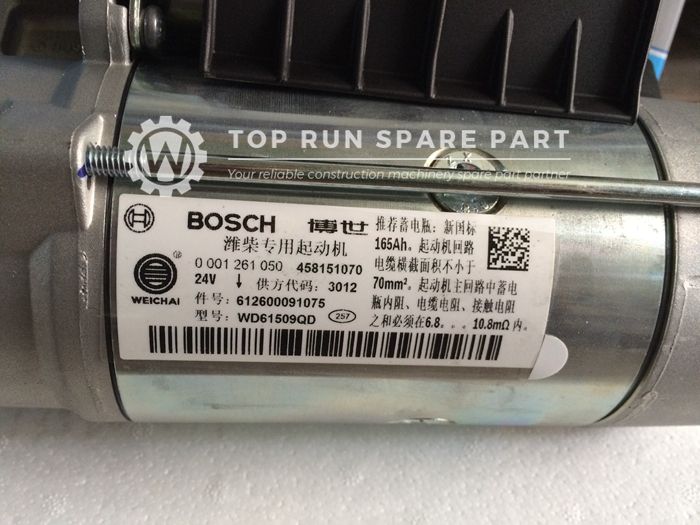 TOP RUN SPARE PART
Your reliable construction machinery spare part partner
BOSCH 博世
潍柴专用起动机
0 001 261 050 458151070
24V 供方代码: 3012
WEICHAI
件号: 612600091075
型号: WD61509QD 257
推荐蓄电瓶: 新国标
165Ah。起动机回路
电缆横截面积不小于
70mm²。起动机主回路中蓄电
瓶内阻、电缆电阻、接触电阻
之和必须在6.8...10.8mΩ内。